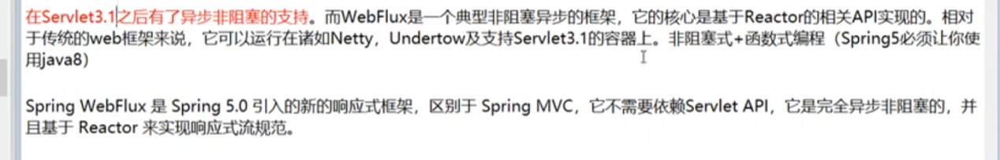 在Servlet3.1之后有了异步非阻塞的支持。而WebFlux是一个典型非阻塞异步的框架，它的核心是基于Reactor的相关API实现的。相对
于传统的web框架来说，它可以运行在诸如Netty，Undertow及支持Servlet3.1的容器上。非阻塞式+函数式编程（Spring5必须让你使
用java8）
Spring WebFlux 是 Spring 5.0 引入的新的响应式框架，区别于 Spring MVC，它不需要依赖Servlet API，它是完全异步非阻塞的，并
且基于 Reactor 来实现响应式流规范。